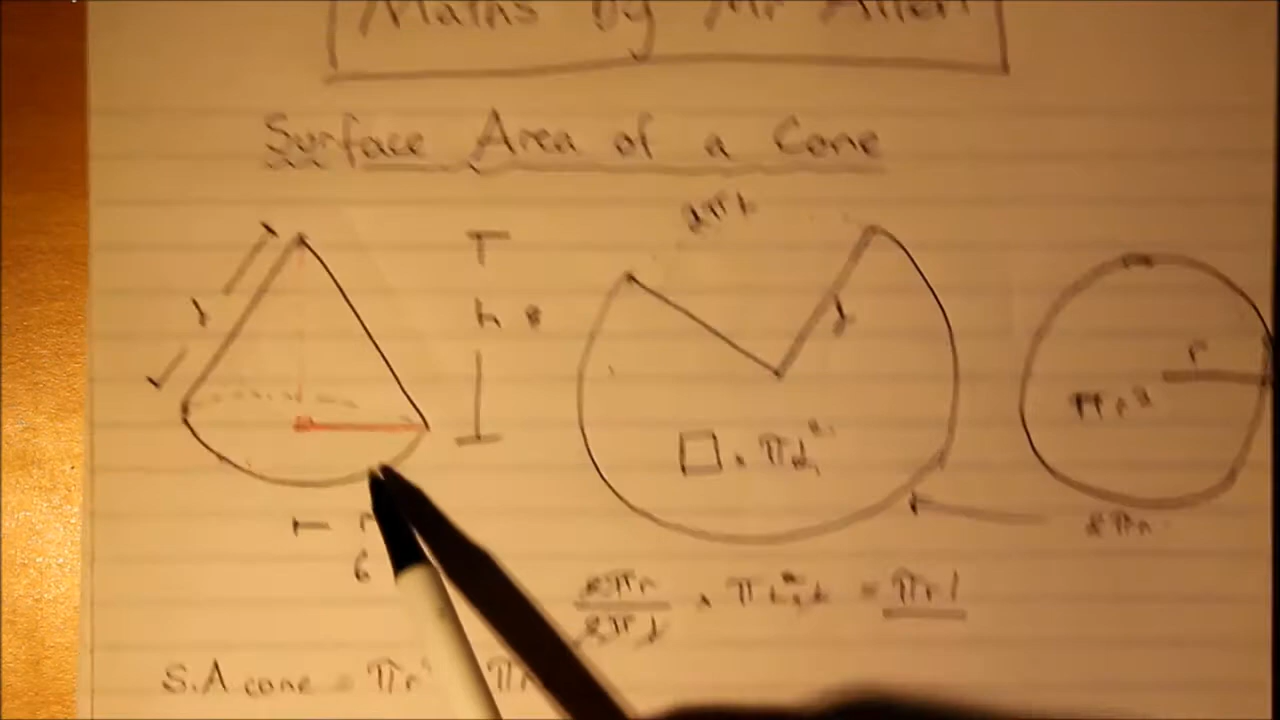 Maths by Mr Allen
Surface Area of a Cone
2πl
l
h 8
l
r
πr²
□ × πl²
r
6
2πr
2πr / 2πl × πl² = πrl
S.A cone = πr²